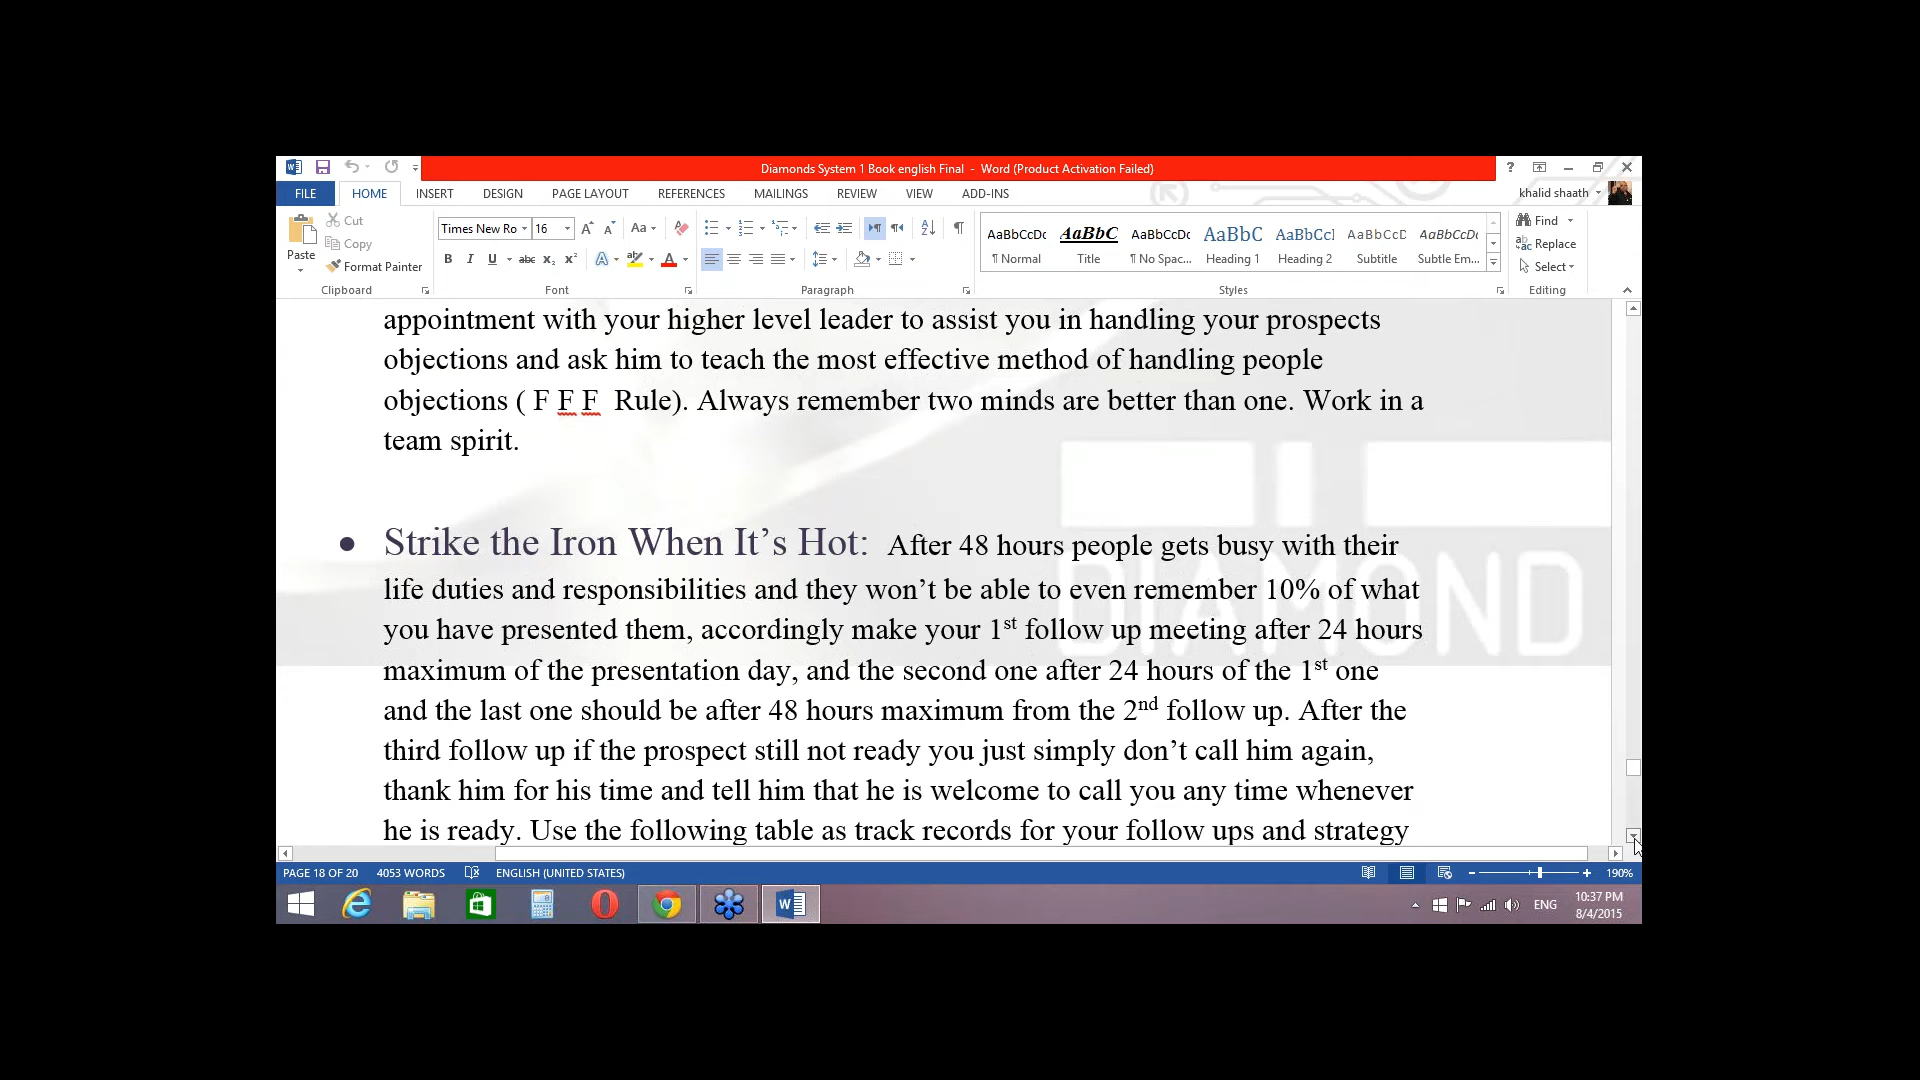 Diamonds System 1 Book english Final - Word (Product Activation Failed)
FILE HOME INSERT DESIGN PAGE LAYOUT REFERENCES MAILINGS REVIEW VIEW ADD-INS
khalid shaath
Paste
Cut
Copy
Format Painter
Clipboard
Times New Ro 16
Font
Paragraph
AaBbCcDc AaBbC AaBbCcDc AaBbC AaBbCcI AaBbCcD AaBbCcDc
¶ Normal Title ¶ No Spac... Heading 1 Heading 2 Subtitle Subtle Em...
Styles
Find
Replace
Select
Editing
appointment with your higher level leader to assist you in handling your prospects
objections and ask him to teach the most effective method of handling people
objections ( F F F Rule). Always remember two minds are better than one. Work in a
team spirit.
• Strike the Iron When It’s Hot: After 48 hours people gets busy with their
life duties and responsibilities and they won’t be able to even remember 10% of what
you have presented them, accordingly make your 1st follow up meeting after 24 hours
maximum of the presentation day, and the second one after 24 hours of the 1st one
and the last one should be after 48 hours maximum from the 2nd follow up. After the
third follow up if the prospect still not ready you just simply don’t call him again,
thank him for his time and tell him that he is welcome to call you any time whenever
he is ready. Use the following table as track records for your follow ups and strategy
DIAMOND
PAGE 18 OF 20 4053 WORDS ENGLISH (UNITED STATES) 190%
ENG
10:37 PM
8/4/2015